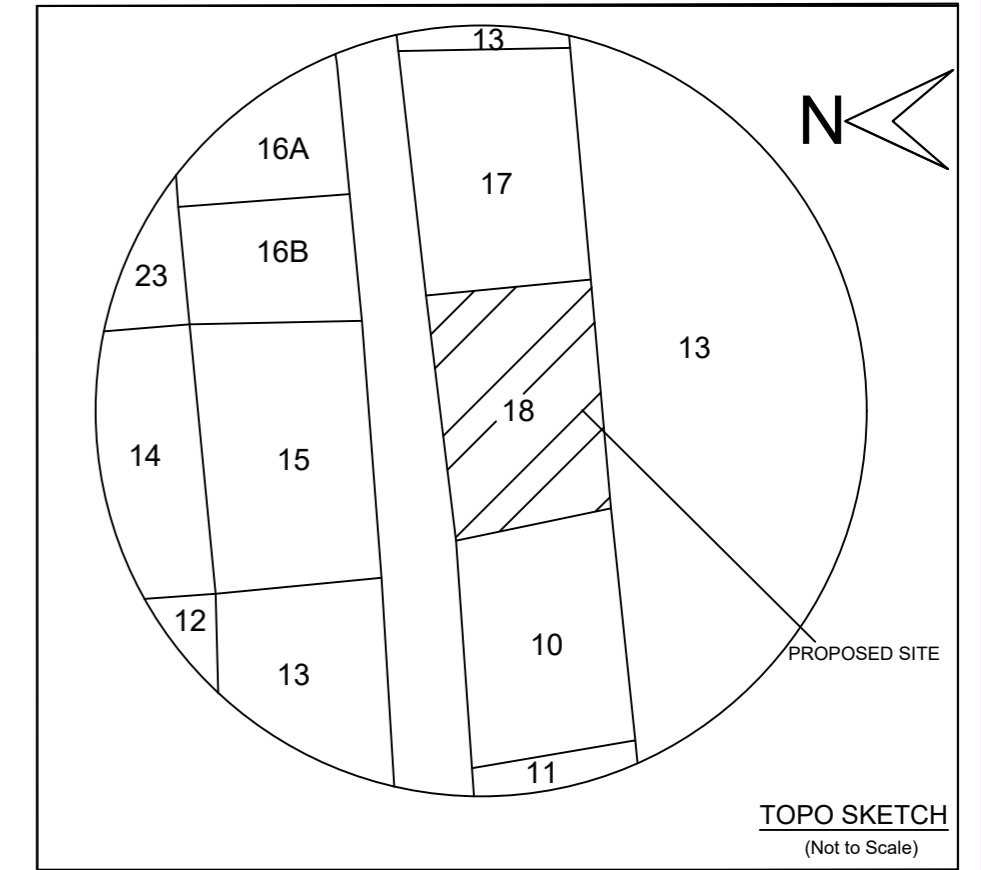 13
16A
17
N
16B
23
13
18
14
15
12
10
13
PROPOSED SITE
11
TOPO SKETCH
(Not to Scale)